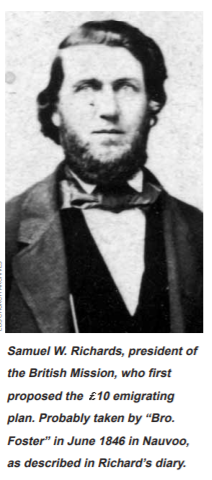 Samuel W. Richards, president of
the British Mission, who first
proposed the £10 emigrating
plan. Probably taken by “Bro.
Foster” in June 1846 in Nauvoo,
as described in Richard’s diary.